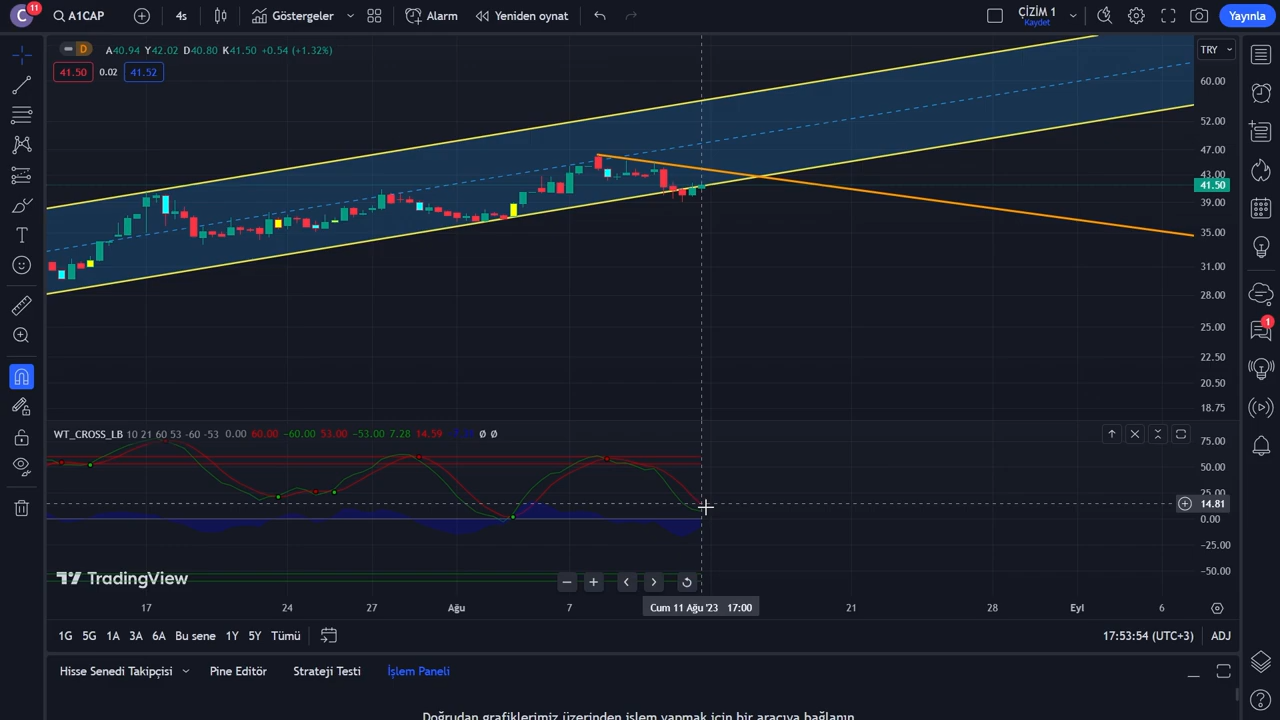 C 11 A1CAP 4s Göstergeler Alarm Yeniden oynat ÇİZİM 1 Kaydet Yayınla
D A40.94 Y42.02 D40.80 K41.50 +0.54 (+1.32%)
TRY
41.50 0.02 41.52
60.00
52.00
47.00
43.00
41.50
39.00
35.00
31.00
28.00
25.00
22.50
20.50
18.75
WT_CROSS_LB 10 21 60 53 -60 -53 0.00 60.00 −60.00 53.00 −53.00 7.28 14.59 Ø Ø
75.00
50.00
25.00
14.81
0.00
−25.00
−50.00
TradingView
17 24 27 Ağu 7 Cum 11 Ağu '23 17:00 21 28 Eyl 6
1G 5G 1A 3A 6A Bu sene 1Y 5Y Tümü 17:53:54 (UTC+3) ADJ
1
Hisse Senedi Takipçisi Pine Editör Strateji Testi İşlem Paneli
Doğrudan grafiklerimiz üzerinden işlem yapmak için bir aracıya bağlanın